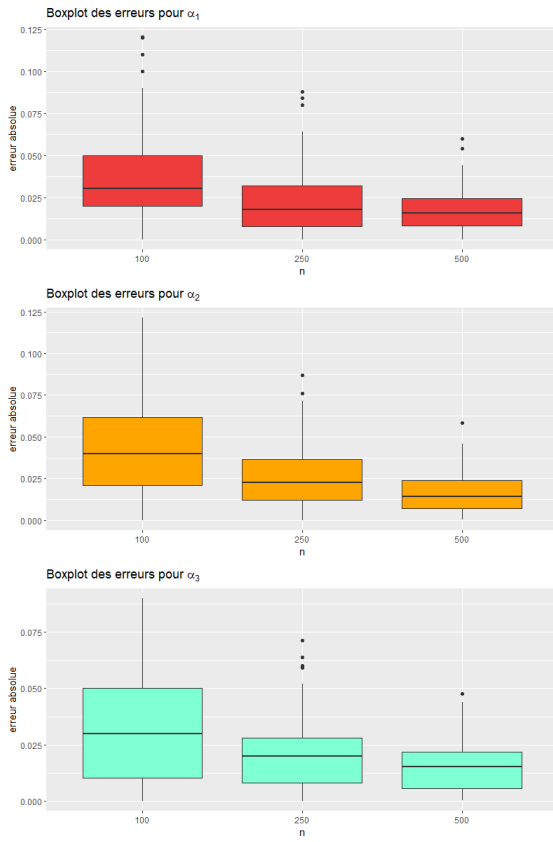 Boxplot des erreurs pour α₁
0.125
0.100
0.075
0.050
0.025
0.000
erreur absolue
100 250 500
n
Boxplot des erreurs pour α₂
0.125
0.100
0.075
0.050
0.025
0.000
erreur absolue
100 250 500
n
Boxplot des erreurs pour α₃
0.075
0.050
0.025
0.000
erreur absolue
100 250 500
n